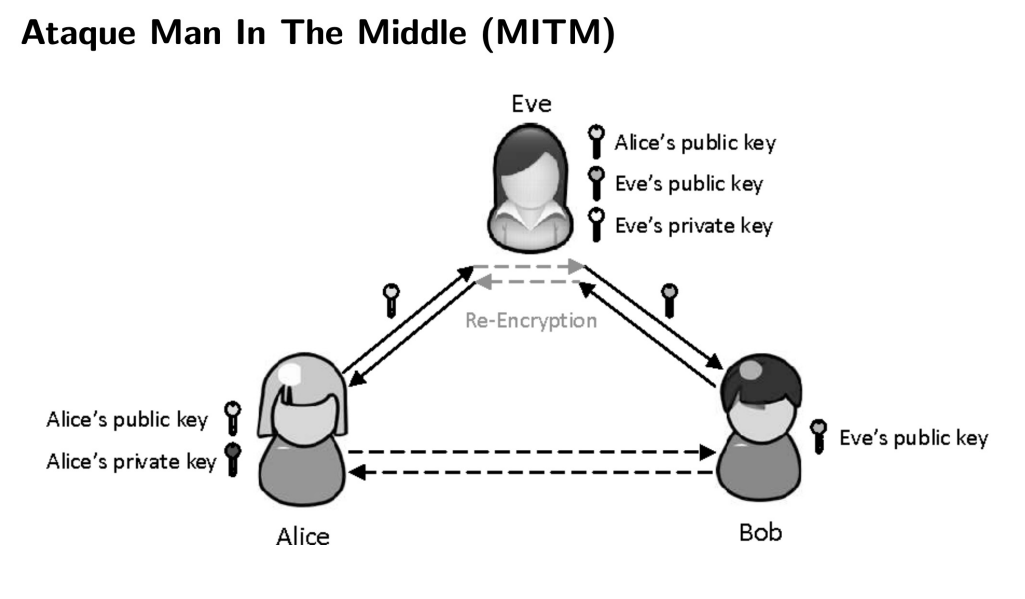 Ataque Man In The Middle (MITM)
Eve
Alice's public key
Eve's public key
Eve's private key
Re-Encryption
Alice's public key
Alice's private key
Eve's public key
Alice
Bob